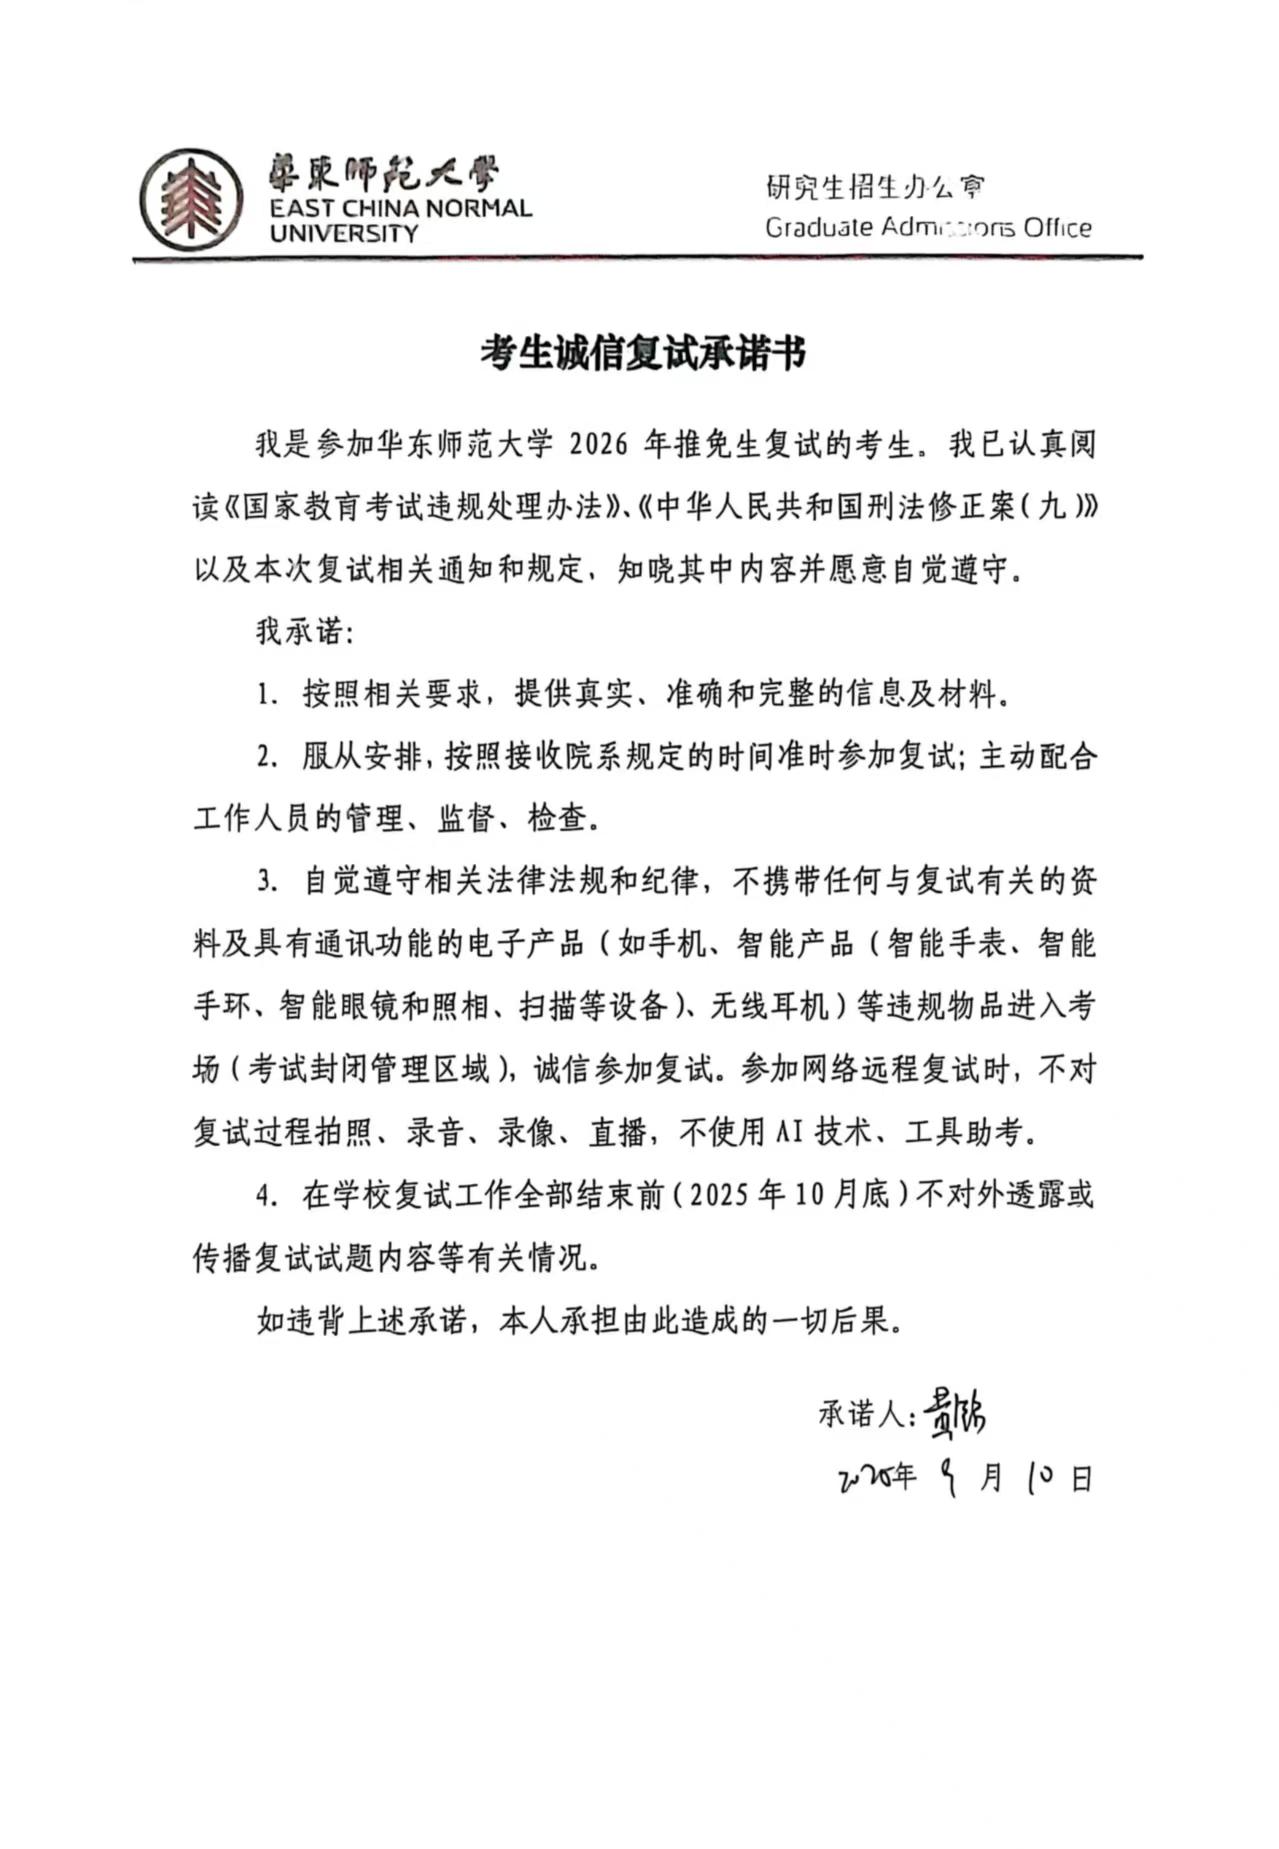 華東師範大學
EAST CHINA NORMAL
UNIVERSITY
研究生招生办公室
Graduate Admissions Office
考生诚信复试承诺书
我是参加华东师范大学 2026 年推免生复试的考生。我已认真阅
读《国家教育考试违规处理办法》、《中华人民共和国刑法修正案(九)》
以及本次复试相关通知和规定，知晓其中内容并愿意自觉遵守。
我承诺：
1. 按照相关要求，提供真实、准确和完整的信息及材料。
2. 服从安排，按照接收院系规定的时间准时参加复试；主动配合
工作人员的管理、监督、检查。
3. 自觉遵守相关法律法规和纪律，不携带任何与复试有关的资
料及具有通讯功能的电子产品（如手机、智能产品（智能手表、智能
手环、智能眼镜和照相、扫描等设备）、无线耳机）等违规物品进入考
场（考试封闭管理区域），诚信参加复试。参加网络远程复试时，不对
复试过程拍照、录音、录像、直播，不使用 AI 技术、工具助考。
4. 在学校复试工作全部结束前（2025 年 10 月底）不对外透露或
传播复试试题内容等有关情况。
如违背上述承诺，本人承担由此造成的一切后果。
承诺人：黄
2025年 9 月 10 日